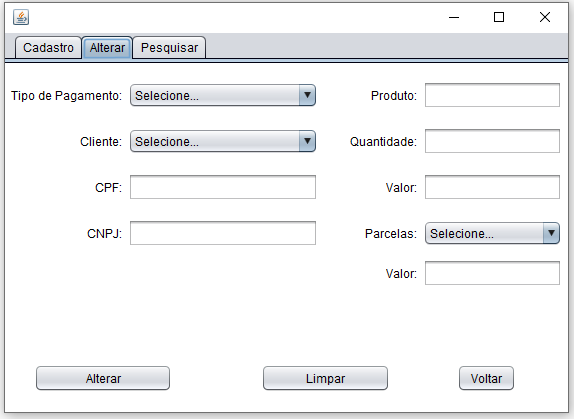 Cadastro Alterar Pesquisar
Tipo de Pagamento: Selecione... Produto:
Cliente: Selecione... Quantidade:
CPF: Valor:
CNPJ: Parcelas: Selecione...
Valor:
Alterar Limpar Voltar